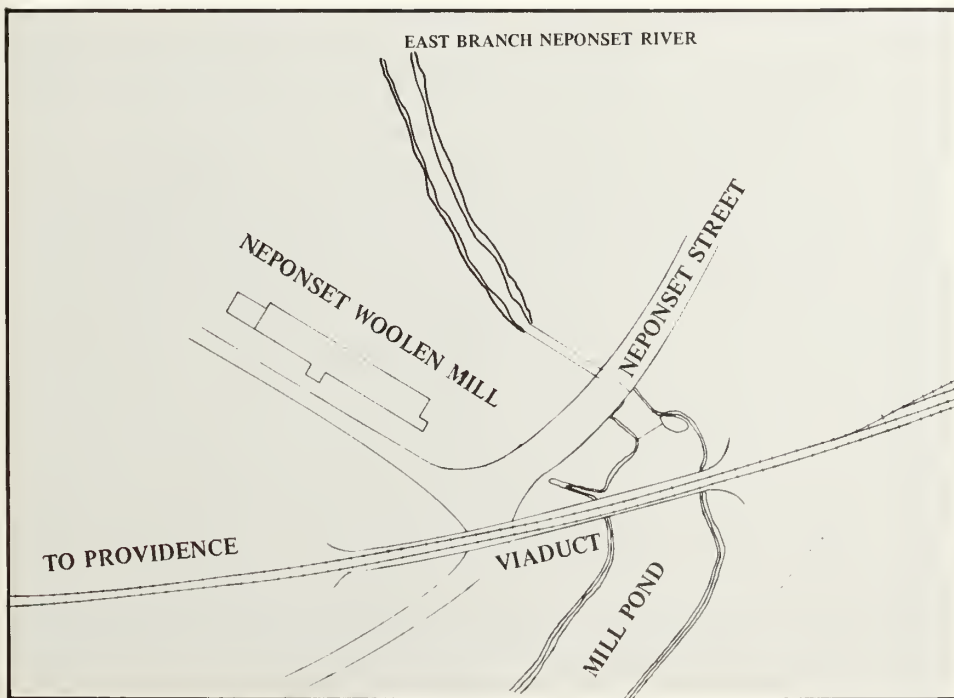 EAST BRANCH NEPONSET RIVER
NEPONSET STREET
NEPONSET WOOLEN MILL
TO PROVIDENCE
VIADUCT
MILL POND